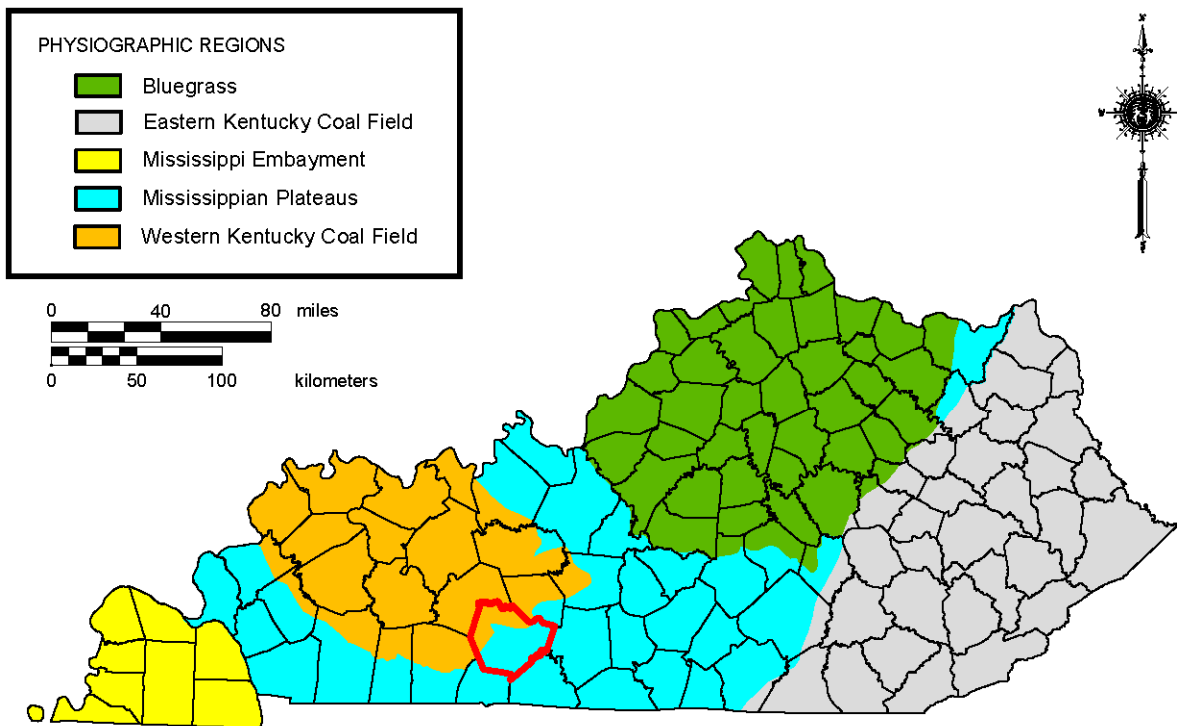 PHYSIOGRAPHIC REGIONS
Bluegrass
Eastern Kentucky Coal Field
Mississippi Embayment
Mississippian Plateaus
Western Kentucky Coal Field
0 40 80 miles
0 50 100 kilometers